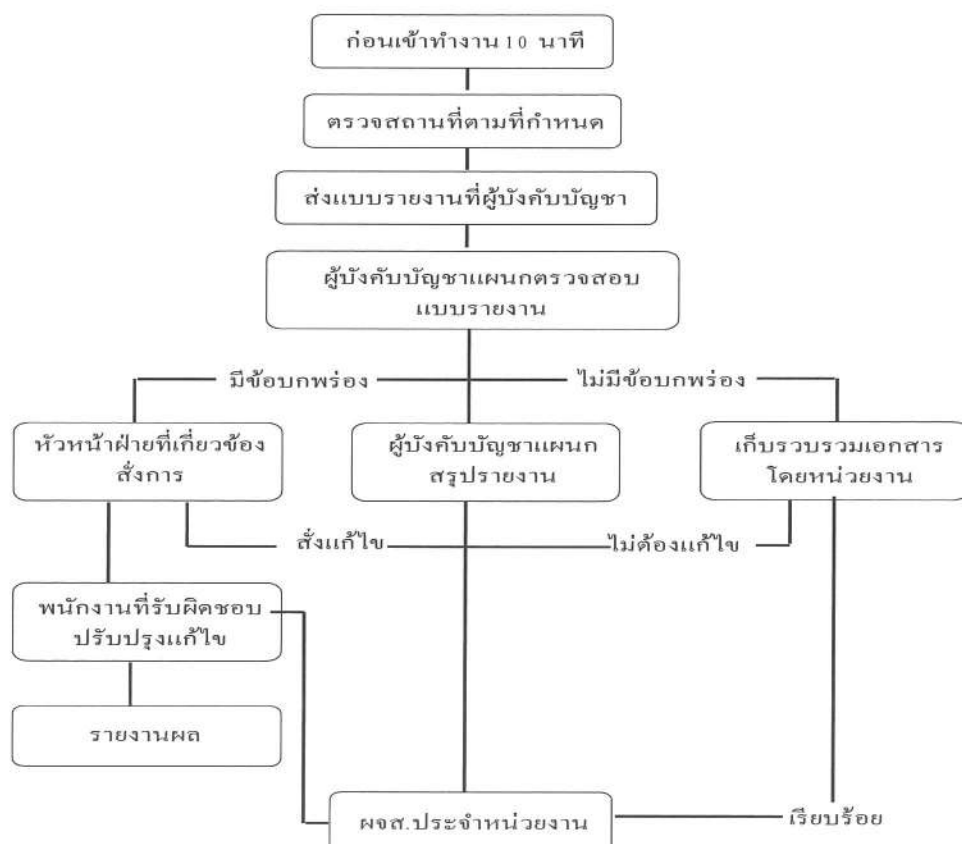 ก่อนเข้าทำงาน 10 นาที
ตรวจสถานที่ตามที่กำหนด
ส่งแบบรายงานที่ผู้บังคับบัญชา
ผู้บังคับบัญชาแผนกตรวจสอบ
แบบรายงาน
มีข้อบกพร่อง
ไม่มีข้อบกพร่อง
หัวหน้าฝ่ายที่เกี่ยวข้อง
สั่งการ
ผู้บังคับบัญชาแผนก
สรุปรายงาน
เก็บรวบรวมเอกสาร
โดยหน่วยงาน
สั่งแก้ไข
ไม่ต้องแก้ไข
พนักงานที่รับผิดชอบ
ปรับปรุงแก้ไข
รายงานผล
ผจส.ประจำหน่วยงาน
เรียบร้อย